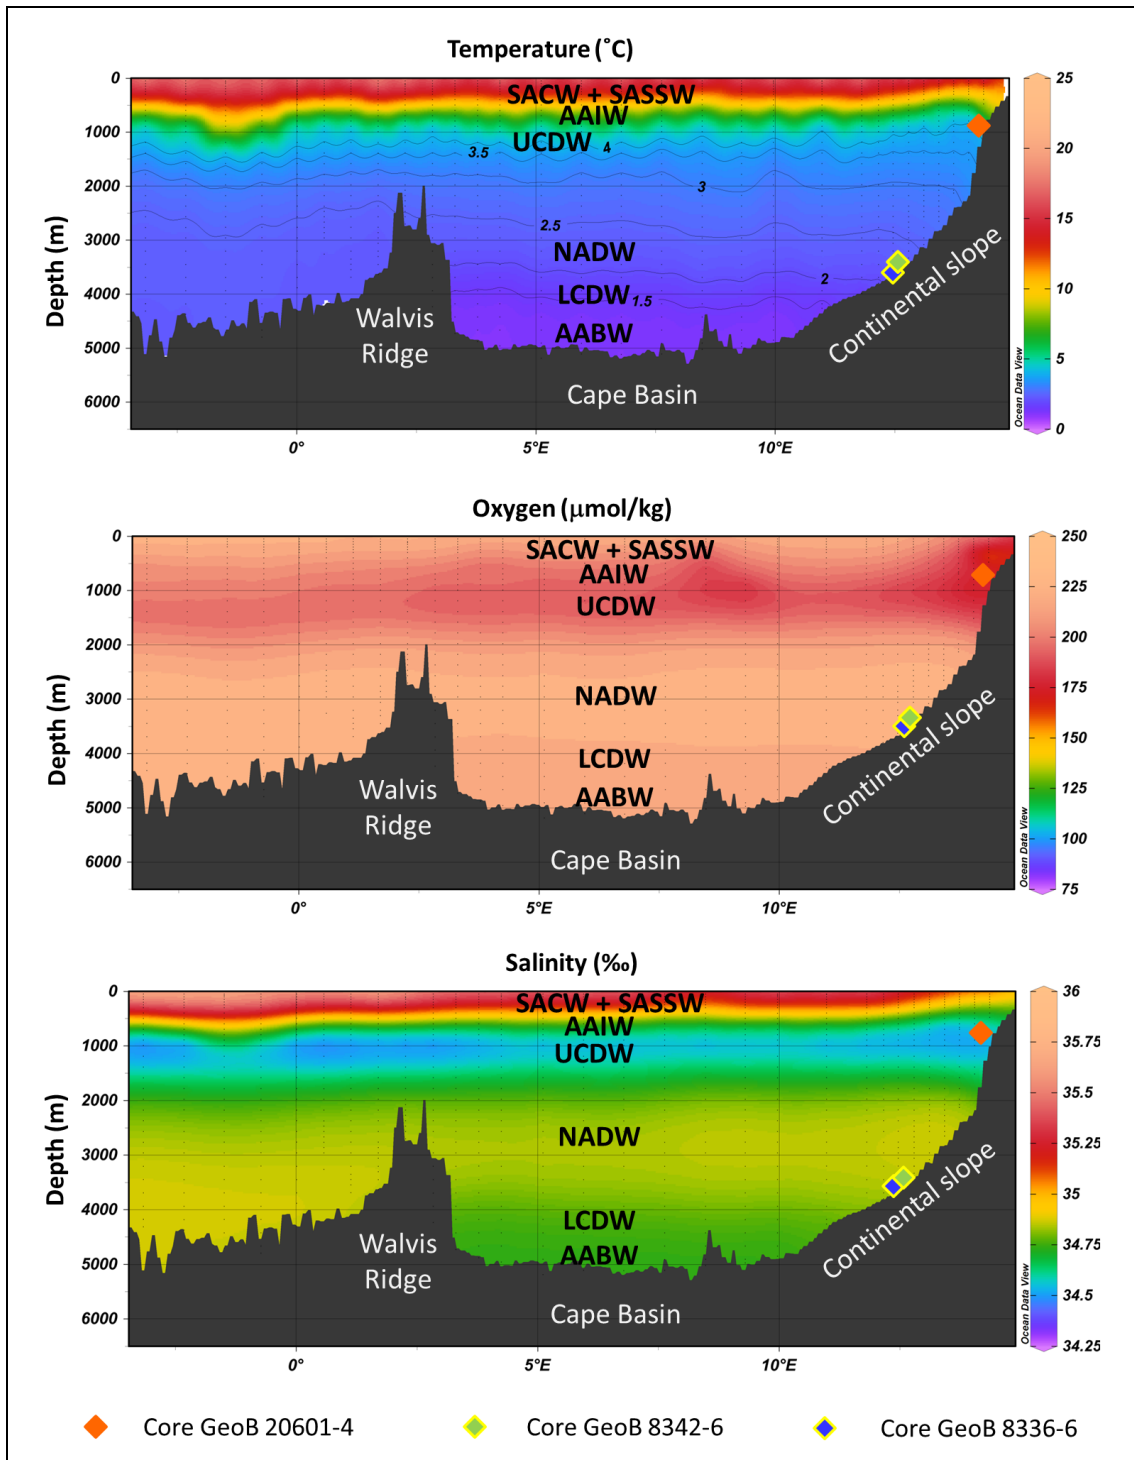 Temperature (˚C)
0
1000
2000
3000
4000
5000
6000
Depth (m)
SACW + SASSW
AAIW
UCDW 4
3.5
3
2.5
NADW
2
LCDW 1.5
AABW
Walvis
Ridge
Cape Basin
Continental slope
0°
5°E
10°E
25
20
15
10
5
0
Ocean Data View
Oxygen (µmol/kg)
0
1000
2000
3000
4000
5000
6000
Depth (m)
SACW + SASSW
AAIW
UCDW
NADW
LCDW
AABW
Walvis
Ridge
Cape Basin
Continental slope
0°
5°E
10°E
250
225
200
175
150
125
100
75
Ocean Data View
Salinity (‰)
0
1000
2000
3000
4000
5000
6000
Depth (m)
SACW + SASSW
AAIW
UCDW
NADW
LCDW
AABW
Walvis
Ridge
Cape Basin
Continental slope
0°
5°E
10°E
36
35.75
35.5
35.25
35
34.75
34.5
34.25
Ocean Data View
Core GeoB 20601-4
Core GeoB 8342-6
Core GeoB 8336-6